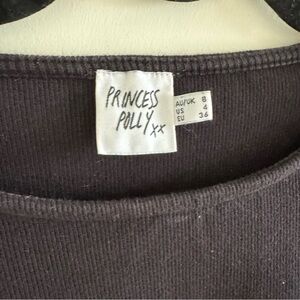 PRINCESS
POLLY xx
AU/UK 8
US 4
EU 36